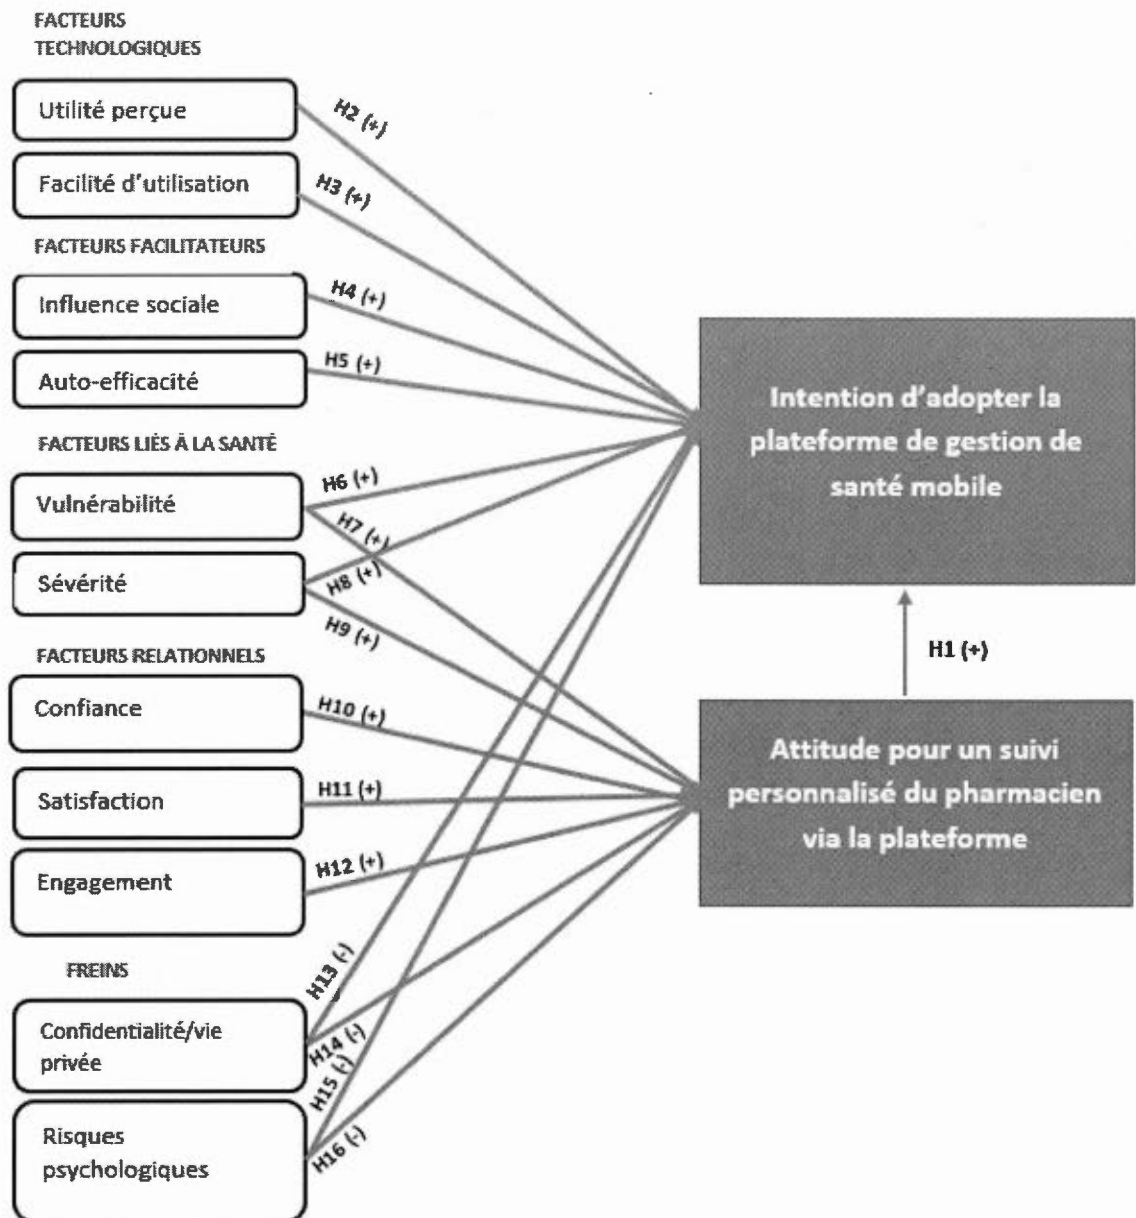 FACTEURS
TECHNOLOGIQUES
Utilité perçue
H2 (+)
Facilité d'utilisation
H3 (+)
FACTEURS FACILITATEURS
Influence sociale
H4 (+)
Auto-efficacité
H5 (+)
FACTEURS LIÉS À LA SANTÉ
Vulnérabilité
H6 (+)
H7 (+)
Sévérité
H8 (+)
H9 (+)
FACTEURS RELATIONNELS
Confiance
H10 (+)
Satisfaction
H11 (+)
Engagement
H12 (+)
FREINS
Confidentialité/vie
privée
H13 (-)
H14 (-)
Risques
psychologiques
H15 (-)
H16 (-)
Intention d'adopter la
plateforme de gestion de
santé mobile
H1 (+)
Attitude pour un suivi
personnalisé du pharmacien
via la plateforme